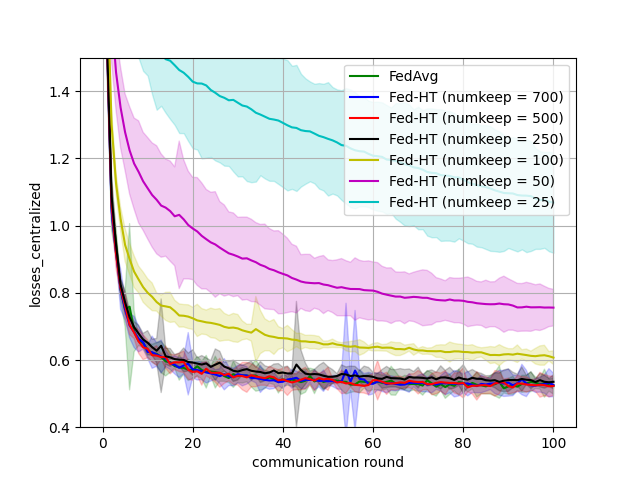 FedAvg
Fed-HT (numkeep = 700)
Fed-HT (numkeep = 500)
Fed-HT (numkeep = 250)
Fed-HT (numkeep = 100)
Fed-HT (numkeep = 50)
Fed-HT (numkeep = 25)
losses_centralized
1.4
1.2
1.0
0.8
0.6
0.4
0 20 40 60 80 100
communication round